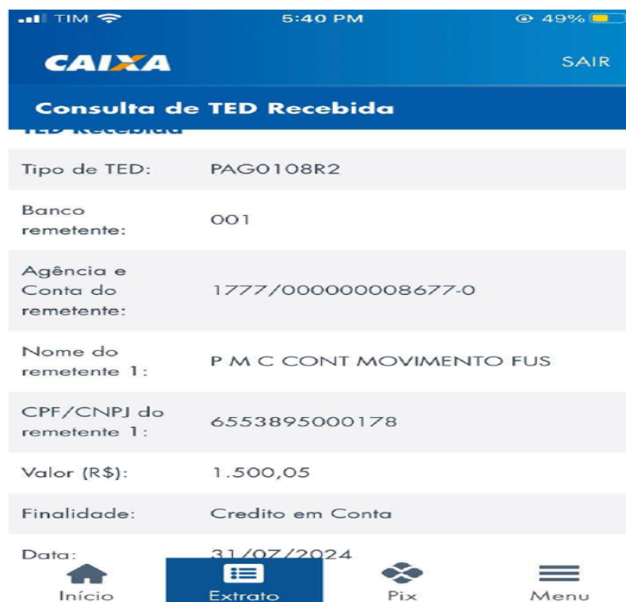 TIM 5:40 PM 49%
CAIXA SAIR
Consulta de TED Recebida
TED Recebida
Tipo de TED: PAG0108R2
Banco
remetente: 001
Agência e
Conta do 1777/000000008677-0
remetente:
Nome do
remetente 1: P M C CONT MOVIMENTO FUS
CPF/CNPJ do
remetente 1: 6553895000178
Valor (R$): 1.500,05
Finalidade: Credito em Conta
Data: 31/07/2024
Início Extrato Pix Menu